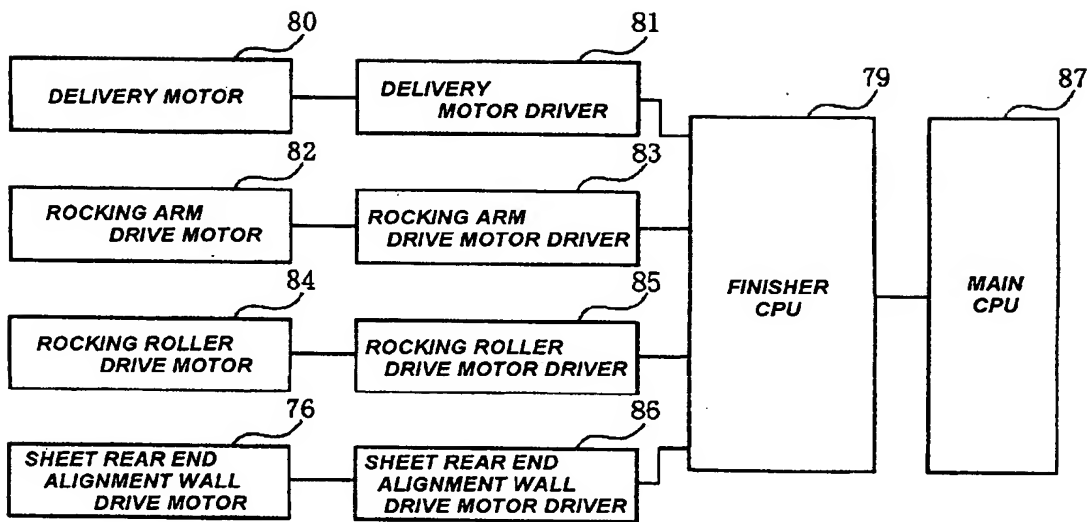 80
81
DELIVERY MOTOR
DELIVERY
MOTOR DRIVER
79
87
82
83
ROCKING ARM
DRIVE MOTOR
ROCKING ARM
DRIVE MOTOR DRIVER
FINISHER
CPU
MAIN
CPU
84
85
ROCKING ROLLER
DRIVE MOTOR
ROCKING ROLLER
DRIVE MOTOR DRIVER
76
86
SHEET REAR END
ALIGNMENT WALL
DRIVE MOTOR
SHEET REAR END
ALIGNMENT WALL
DRIVE MOTOR DRIVER